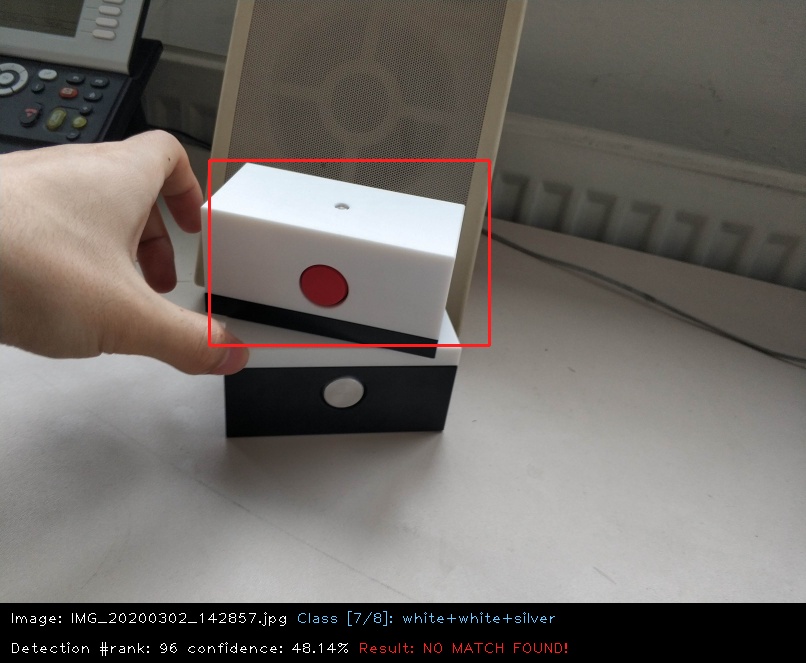 Image: IMG_20200302_142857.jpg Class [7/8]: white+white+silver
Detection #rank: 96 confidence: 48.14% Result: NO MATCH FOUND!